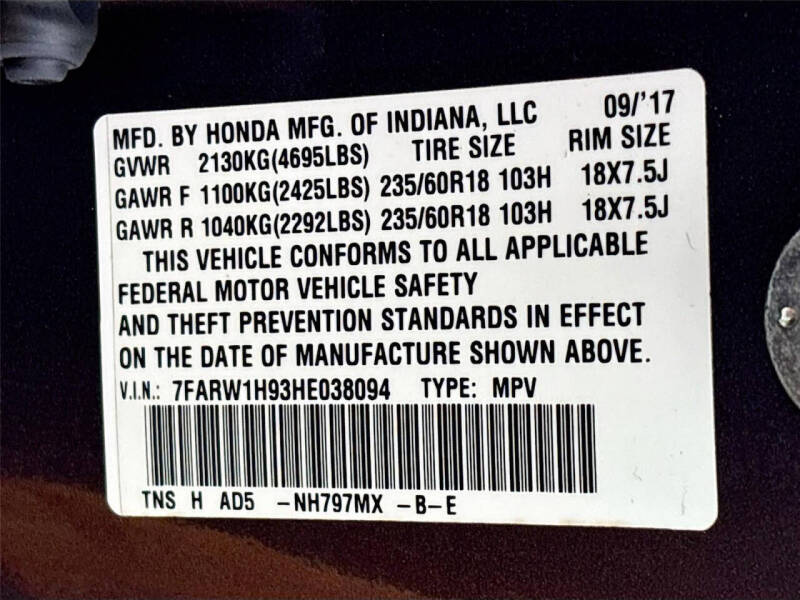 MFD. BY HONDA MFG. OF INDIANA, LLC 09/'17
GVWR 2130KG(4695LBS) TIRE SIZE RIM SIZE
GAWR F 1100KG(2425LBS) 235/60R18 103H 18X7.5J
GAWR R 1040KG(2292LBS) 235/60R18 103H 18X7.5J
THIS VEHICLE CONFORMS TO ALL APPLICABLE
FEDERAL MOTOR VEHICLE SAFETY
AND THEFT PREVENTION STANDARDS IN EFFECT
ON THE DATE OF MANUFACTURE SHOWN ABOVE.
V.I.N.: 7FARW1H93HE038094 TYPE: MPV
TNS H AD5 -NH797MX -B-E